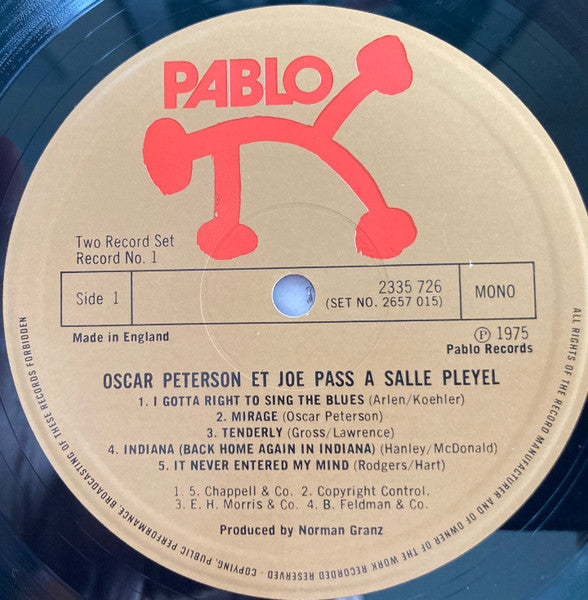 PABLO
Two Record Set
Record No. 1
Side 1
2335 726
(SET NO. 2657 015)
MONO
Made in England
Ⓟ 1975
Pablo Records
OSCAR PETERSON ET JOE PASS A SALLE PLEYEL
1. I GOTTA RIGHT TO SING THE BLUES (Arlen/Koehler)
2. MIRAGE (Oscar Peterson)
3. TENDERLY (Gross/Lawrence)
4. INDIANA (BACK HOME AGAIN IN INDIANA) (Hanley/McDonald)
5. IT NEVER ENTERED MY MIND (Rodgers/Hart)
1. 5. Chappell & Co. 2. Copyright Control.
3. E. H. Morris & Co. 4. B. Feldman & Co.
Produced by Norman Granz
ALL RIGHTS OF THE RECORD MANUFACTURER AND OF OWNER OF THE WORK RECORDED RESERVED - COPYING, PUBLIC PERFORMANCE, BROADCASTING OF THESE RECORDS FORBIDDEN